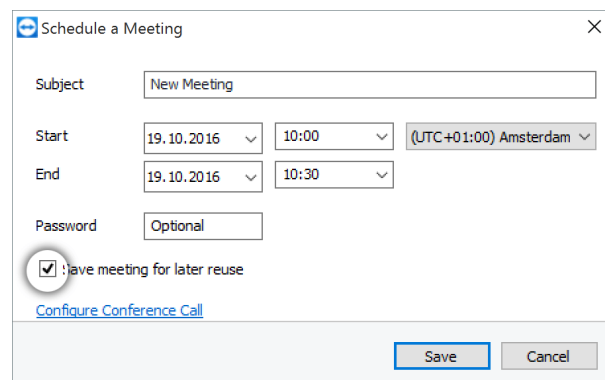 Schedule a Meeting
Subject New Meeting
Start 19.10.2016 10:00 (UTC+01:00) Amsterdam
End 19.10.2016 10:30
Password Optional
Save meeting for later reuse
Configure Conference Call
Save Cancel